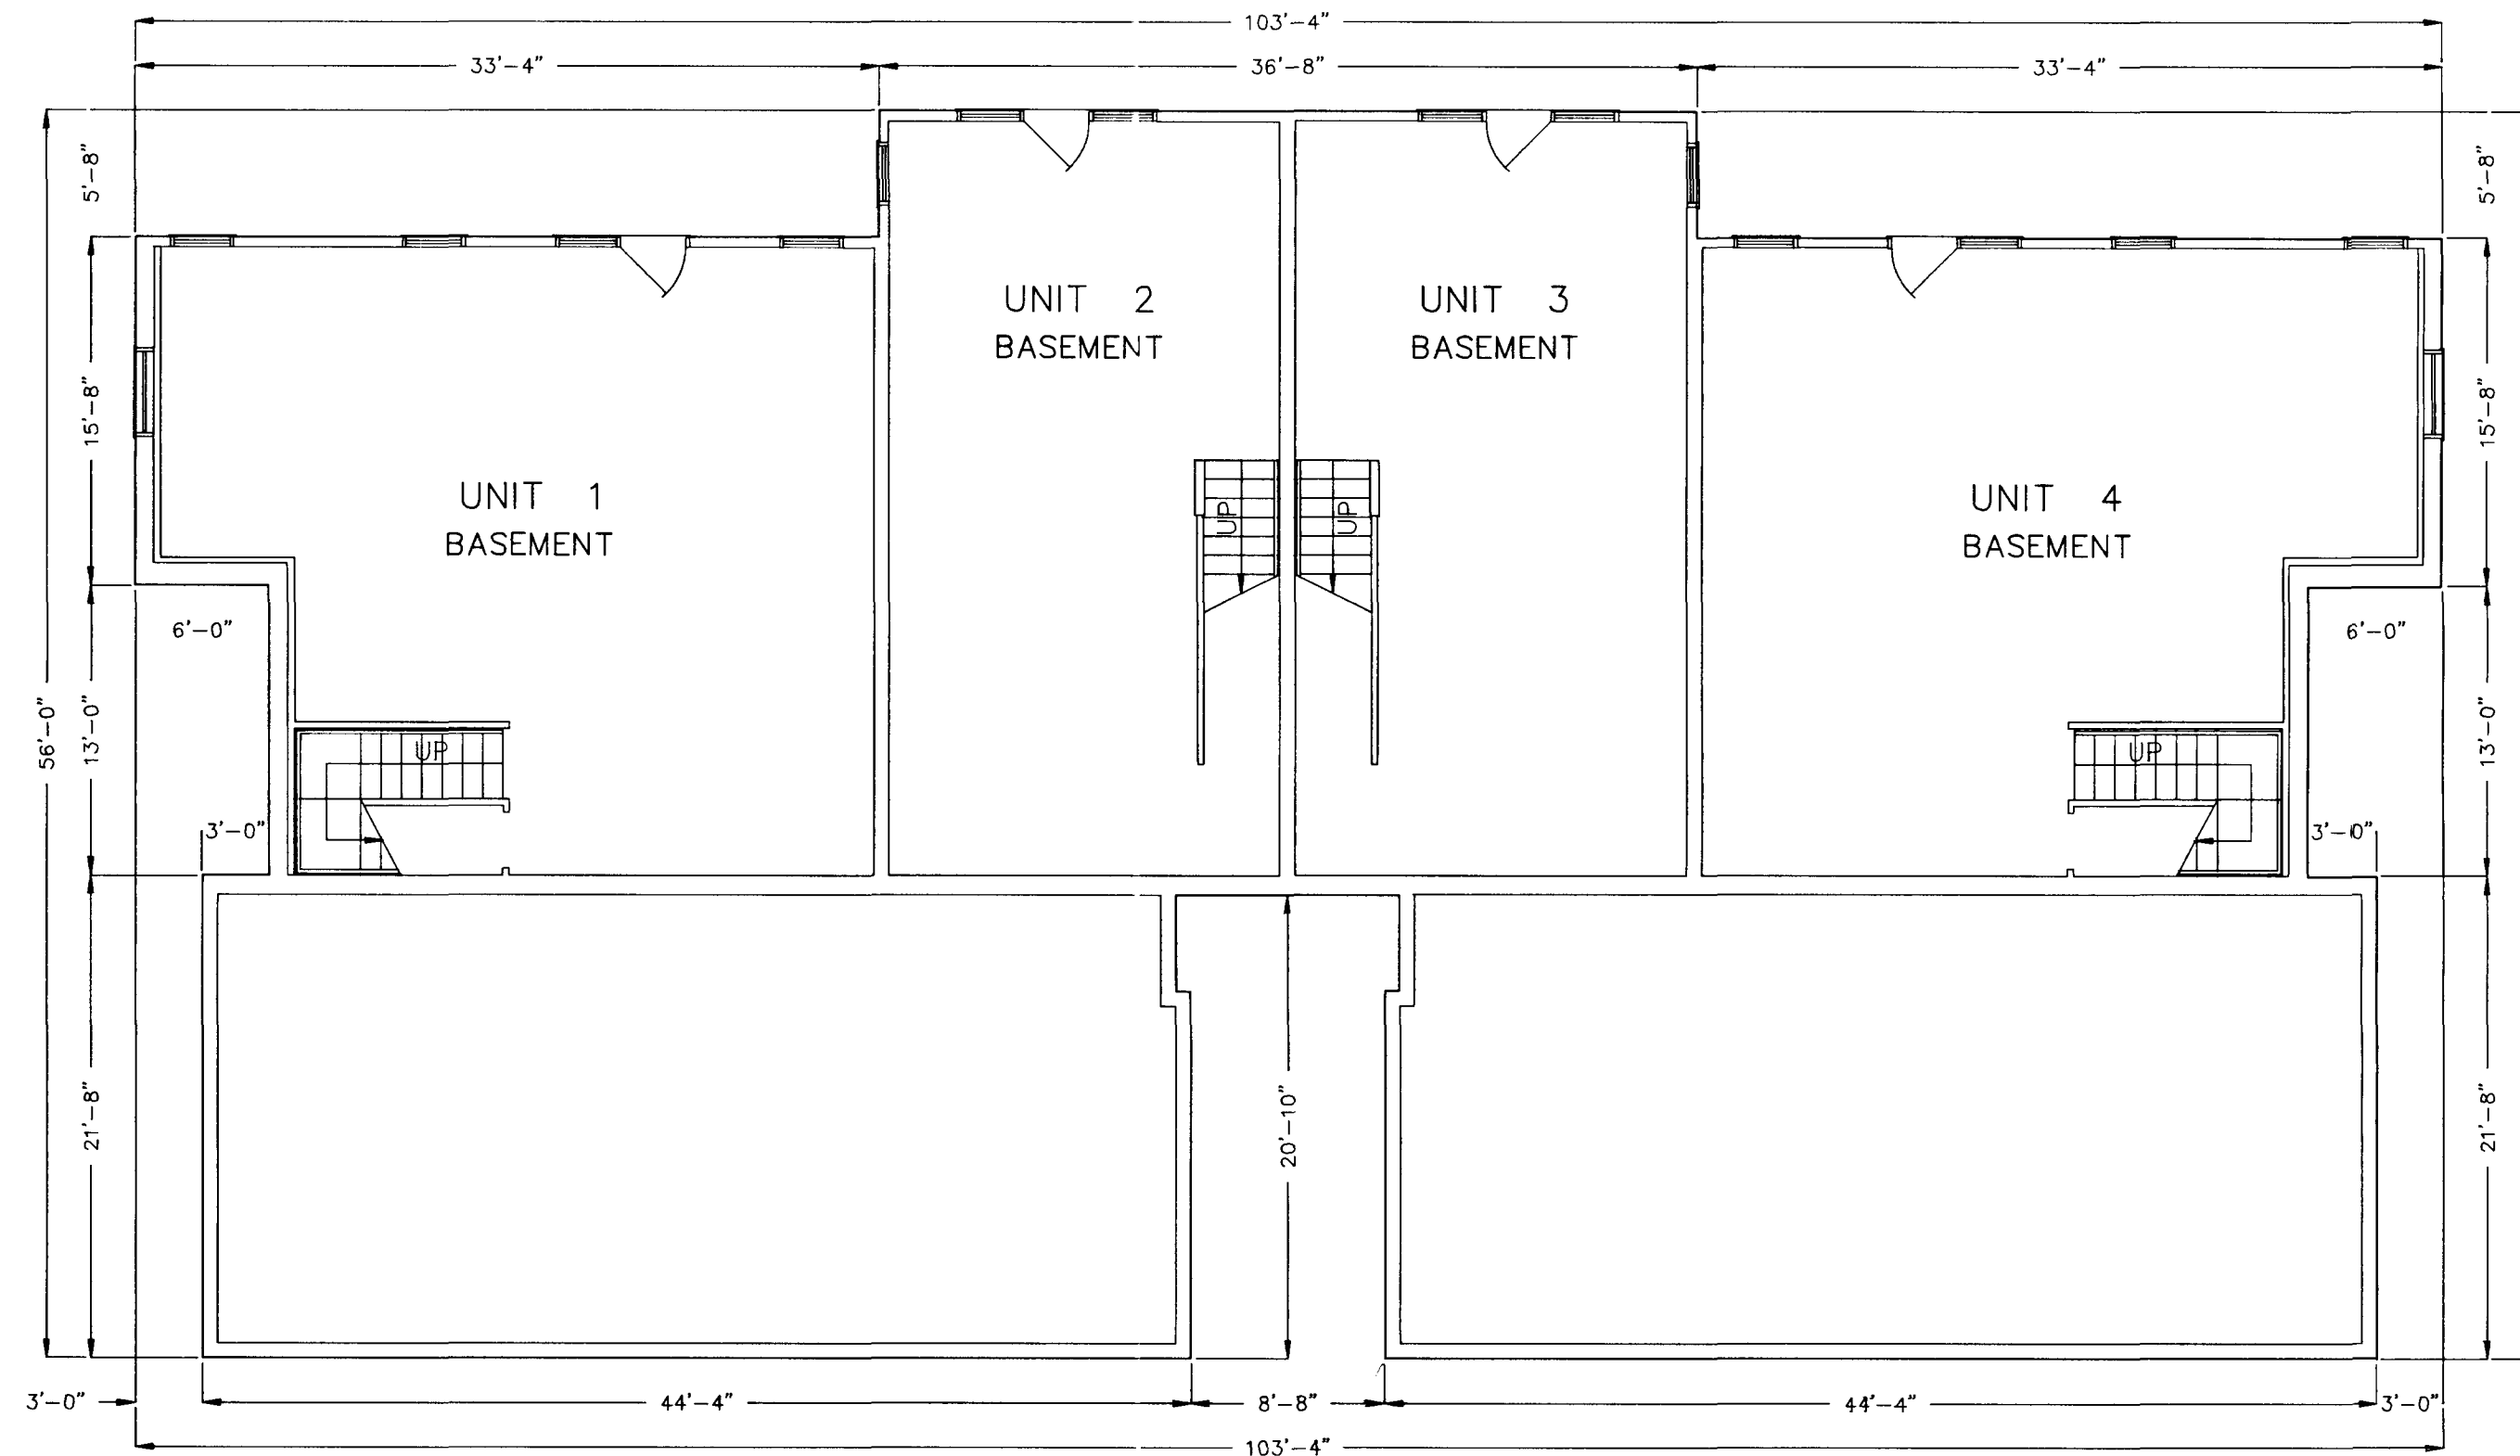 103'-4"
33'-4" 36'-8" 33'-4"
5'-8" 5'-8"
UNIT 2 UNIT 3
BASEMENT BASEMENT
15'-8" 15'-8"
UNIT 1 UNIT 4
BASEMENT BASEMENT
UP UP
6'-0" 6'-0"
56'-0" 13'-0" 13'-0"
UP UP
3'-0" 3'-0"
21'-8" 20'-10" 21'-8"
3'-0" 44'-4" 8'-8" 44'-4" 3'-0"
103'-4"